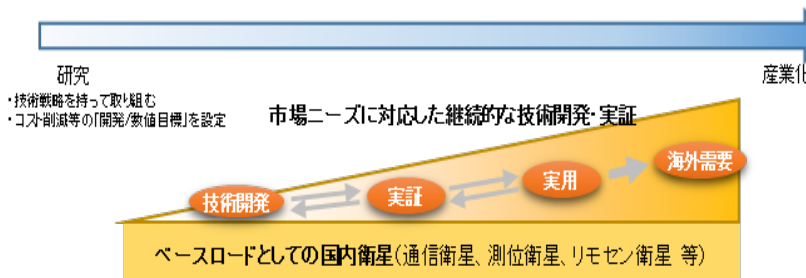 研究
産業化
・技術戦略を持って取り組む
・コスト削減等の「開発/数値目標」を設定
市場ニーズに対応した継続的な技術開発・実証
技術開発
実証
実用
海外需要
ベースロードとしての国内衛星(通信衛星、測位衛星、リモセン衛星 等)